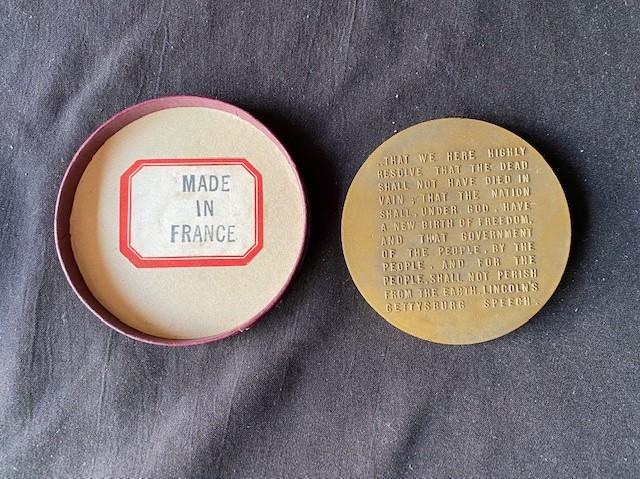 MADE
IN
FRANCE
.THAT WE HERE HIGHLY
RESOLVE THAT THE DEAD
SHALL NOT HAVE DIED IN
VAIN ; THAT THE NATION
SHALL, UNDER GOD, HAVE
A NEW BIRTH OF FREEDOM,
AND THAT GOVERNMENT
OF THE PEOPLE, BY THE
PEOPLE, AND FOR THE
PEOPLE, SHALL NOT PERISH
FROM THE EARTH. LINCOLN'S
GETTYSBURG SPEECH.